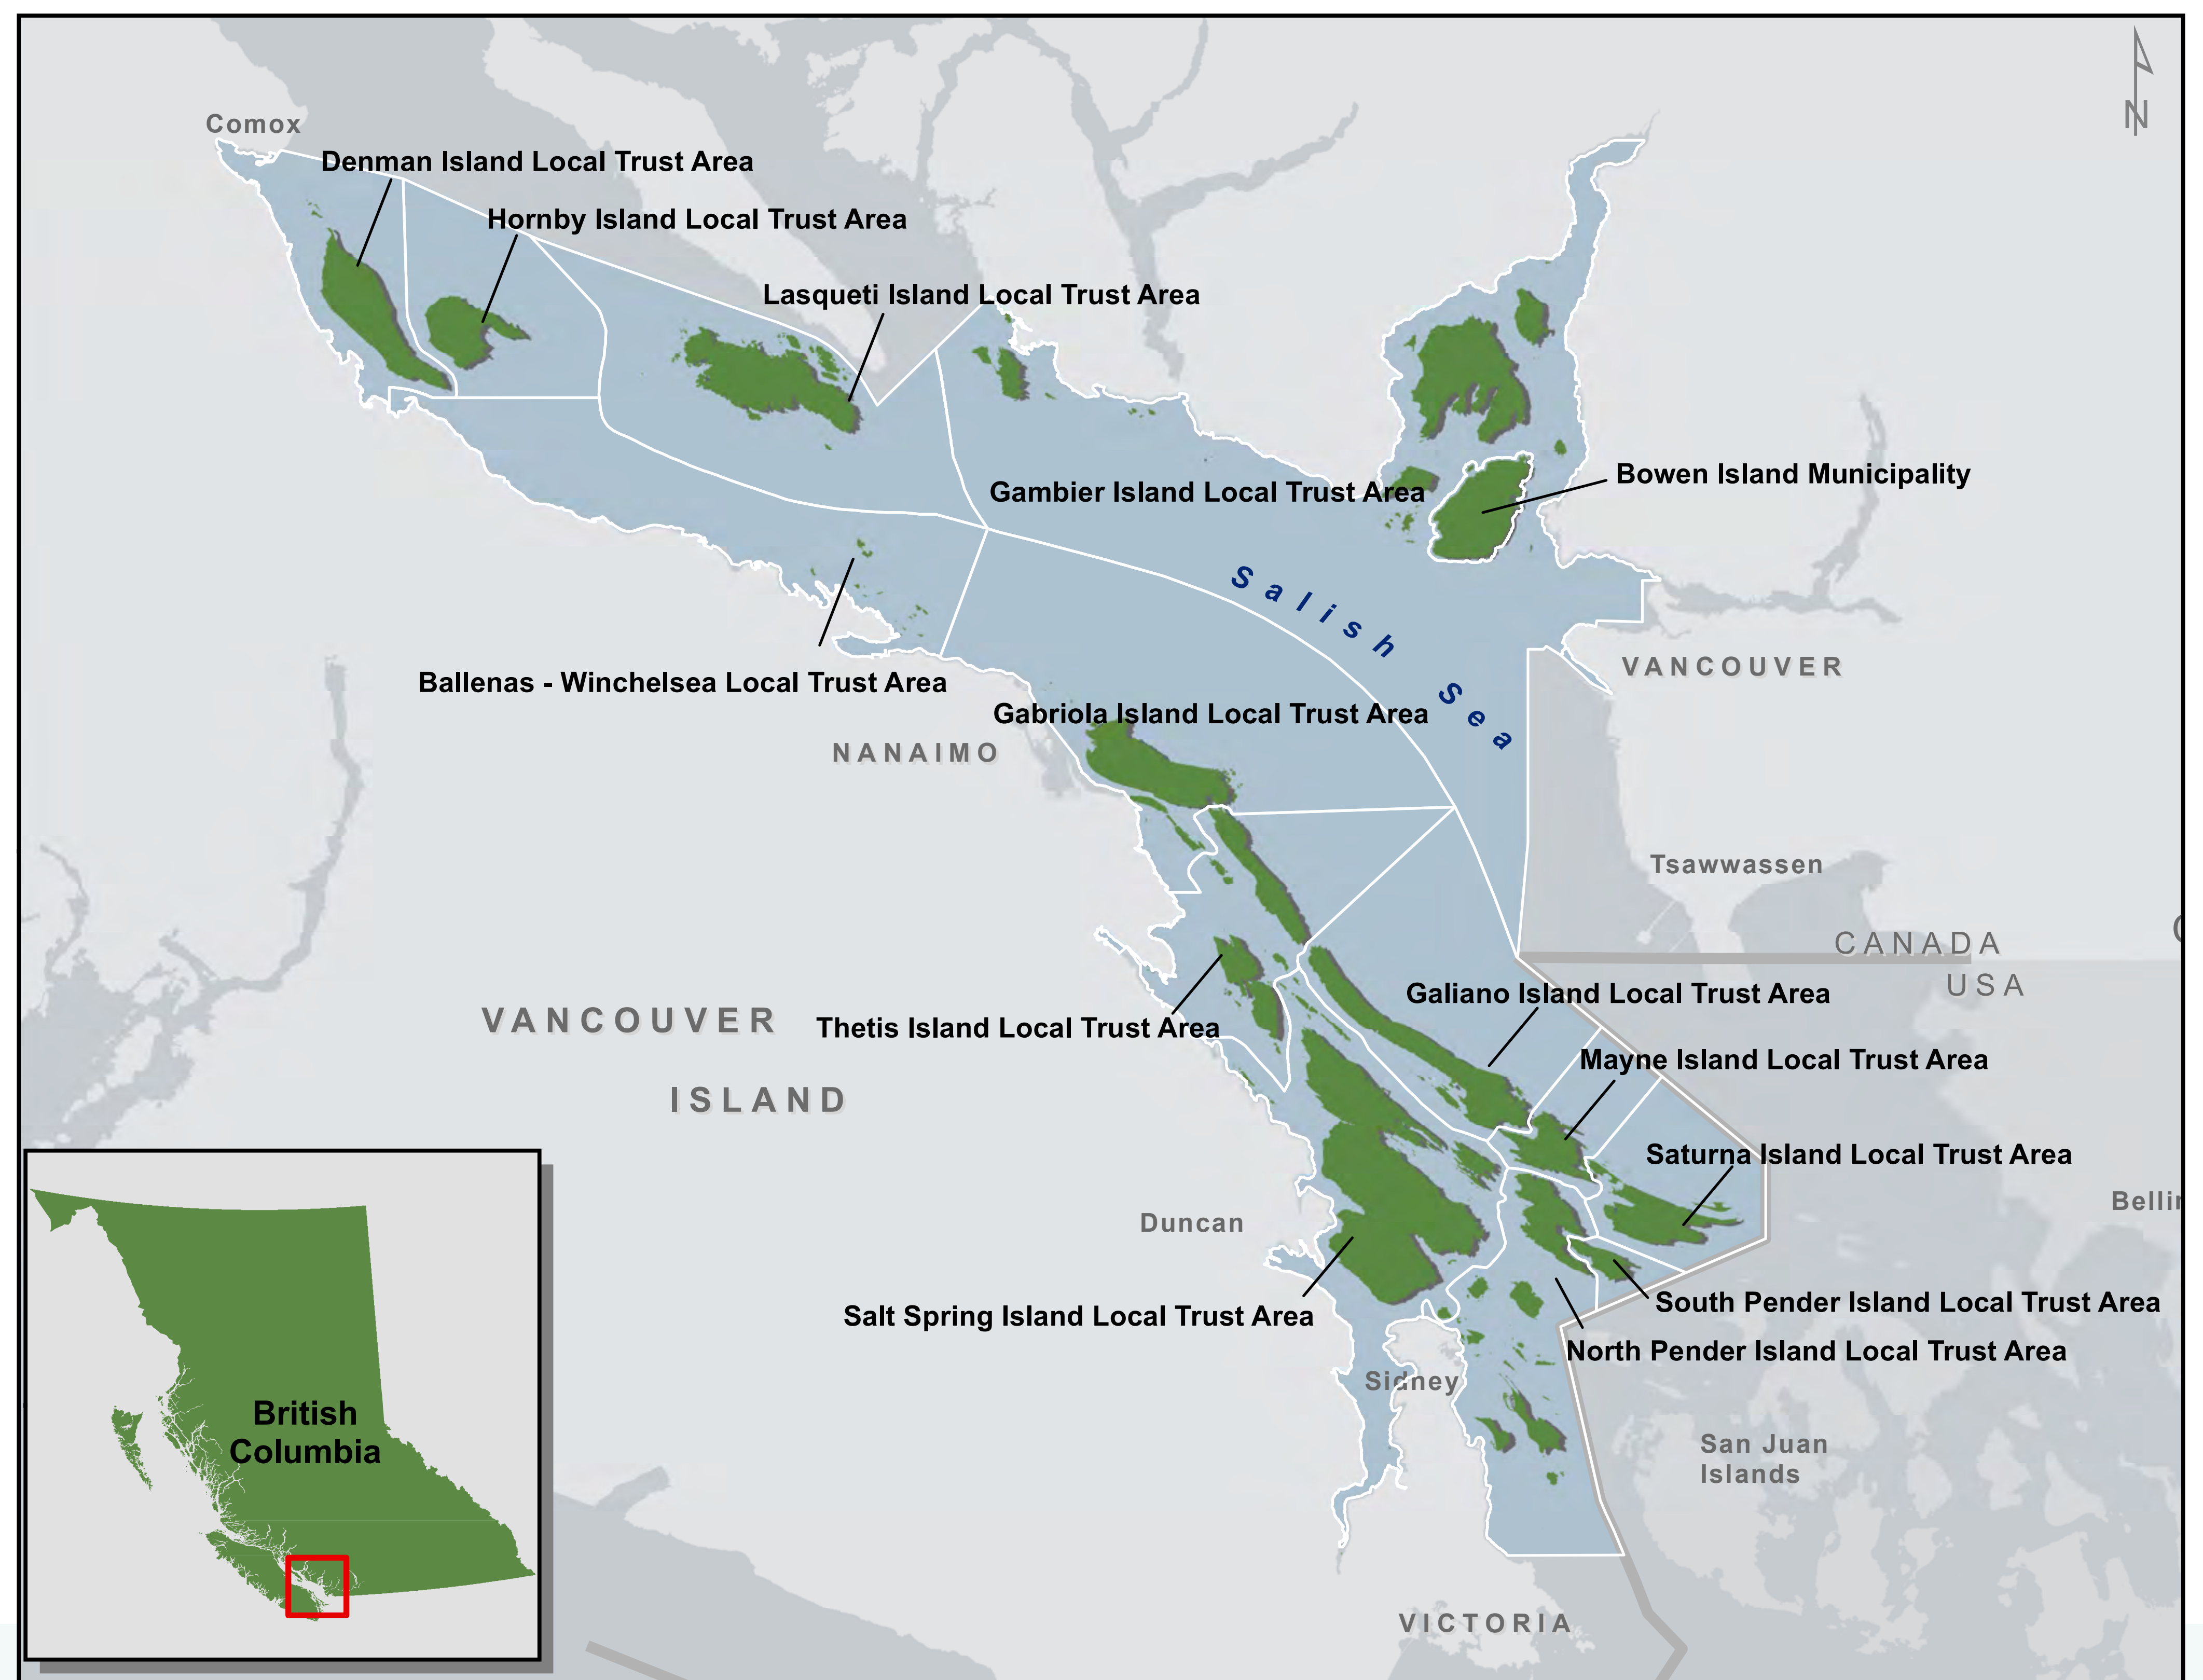 N
Comox
Denman Island Local Trust Area
Hornby Island Local Trust Area
Lasqueti Island Local Trust Area
Bowen Island Municipality
Gambier Island Local Trust Area
Salish Sea
VANCOUVER
Ballenas - Winchelsea Local Trust Area
Gabriola Island Local Trust Area
NANAIMO
Tsawwassen
CANADA
USA
Galiano Island Local Trust Area
VANCOUVER
ISLAND
Thetis Island Local Trust Area
Mayne Island Local Trust Area
Saturna Island Local Trust Area
Bellin
Duncan
South Pender Island Local Trust Area
Salt Spring Island Local Trust Area
North Pender Island Local Trust Area
Sidney
San Juan
Islands
British
Columbia
VICTORIA